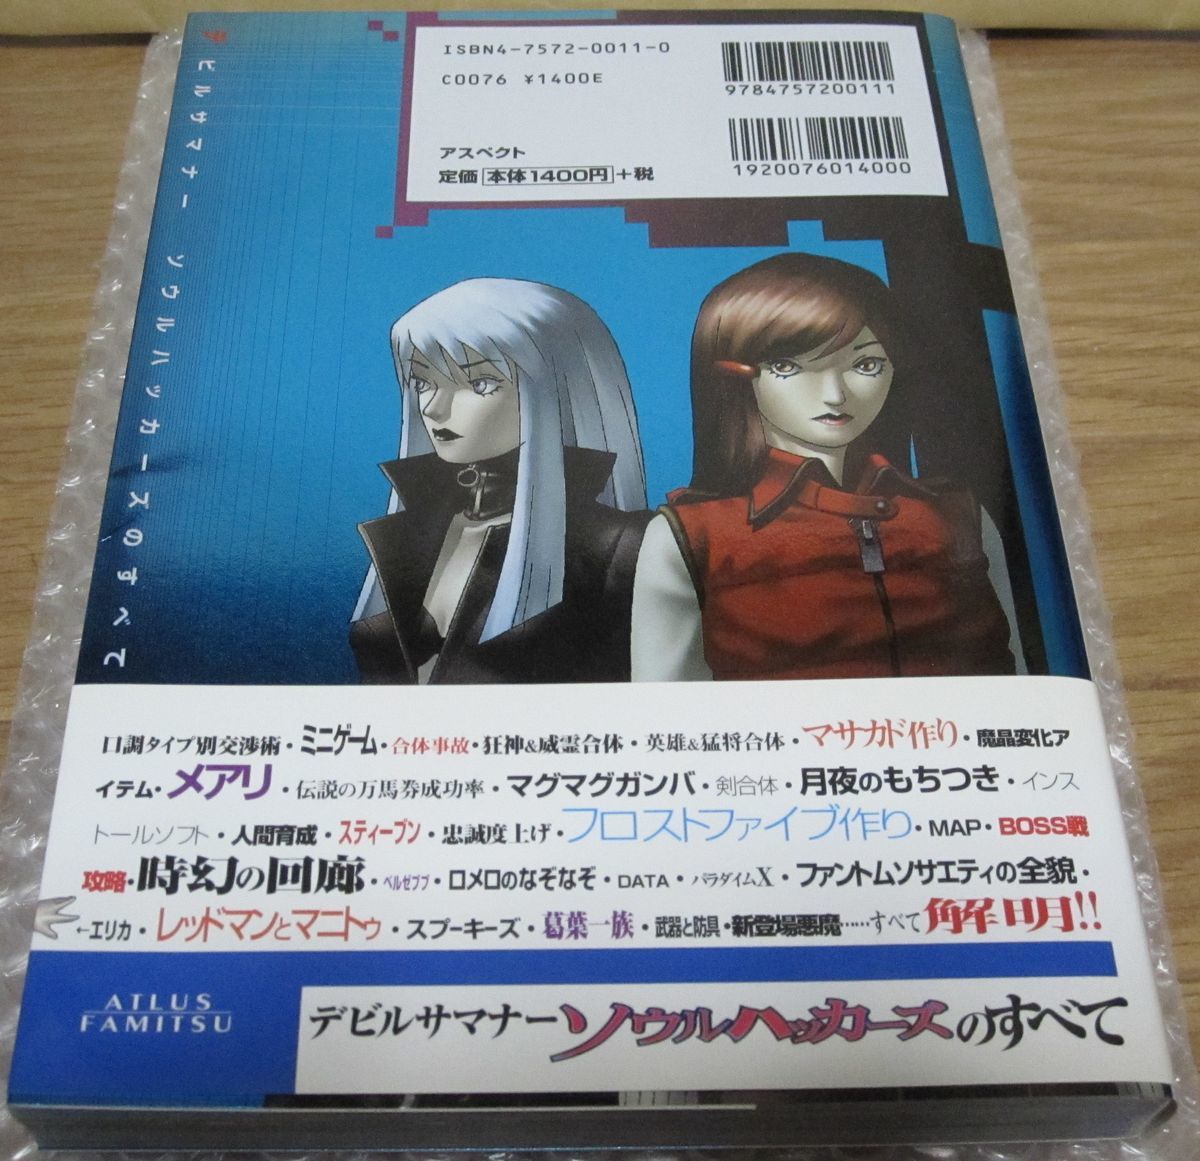 デビルサマナー ソウルハッカーズのすべて
ISBN4-7572-0011-0
C0076 ¥1400E
9784757200111
アスペクト
定価 本体1400円 +税
1920076014000
口調タイプ別交渉術・ミニゲーム・合体事故・狂神&威霊合体・英雄&猛将合体・マサカド作り・魔晶変化ア
イテム・メアリ・伝説の万馬券成功率・マグマグガンバ・剣合体・月夜のもちつき・インス
トールソフト・人間育成・スティーブン・忠誠度上げ・フロストファイブ作り・MAP・BOSS戦
攻略・時幻の回廊・ベルゼブブ・ロメロのなぞなぞ・DATA・パラダイムX・ファントムソサエティの全貌・
←エリカ・レッドマンとマニトゥ・スプーキーズ・葛葉一族・武器と防具・新登場悪魔……すべて解明!!
ATLUS
FAMITSU
デビルサマナーソウルハッカーズのすべて